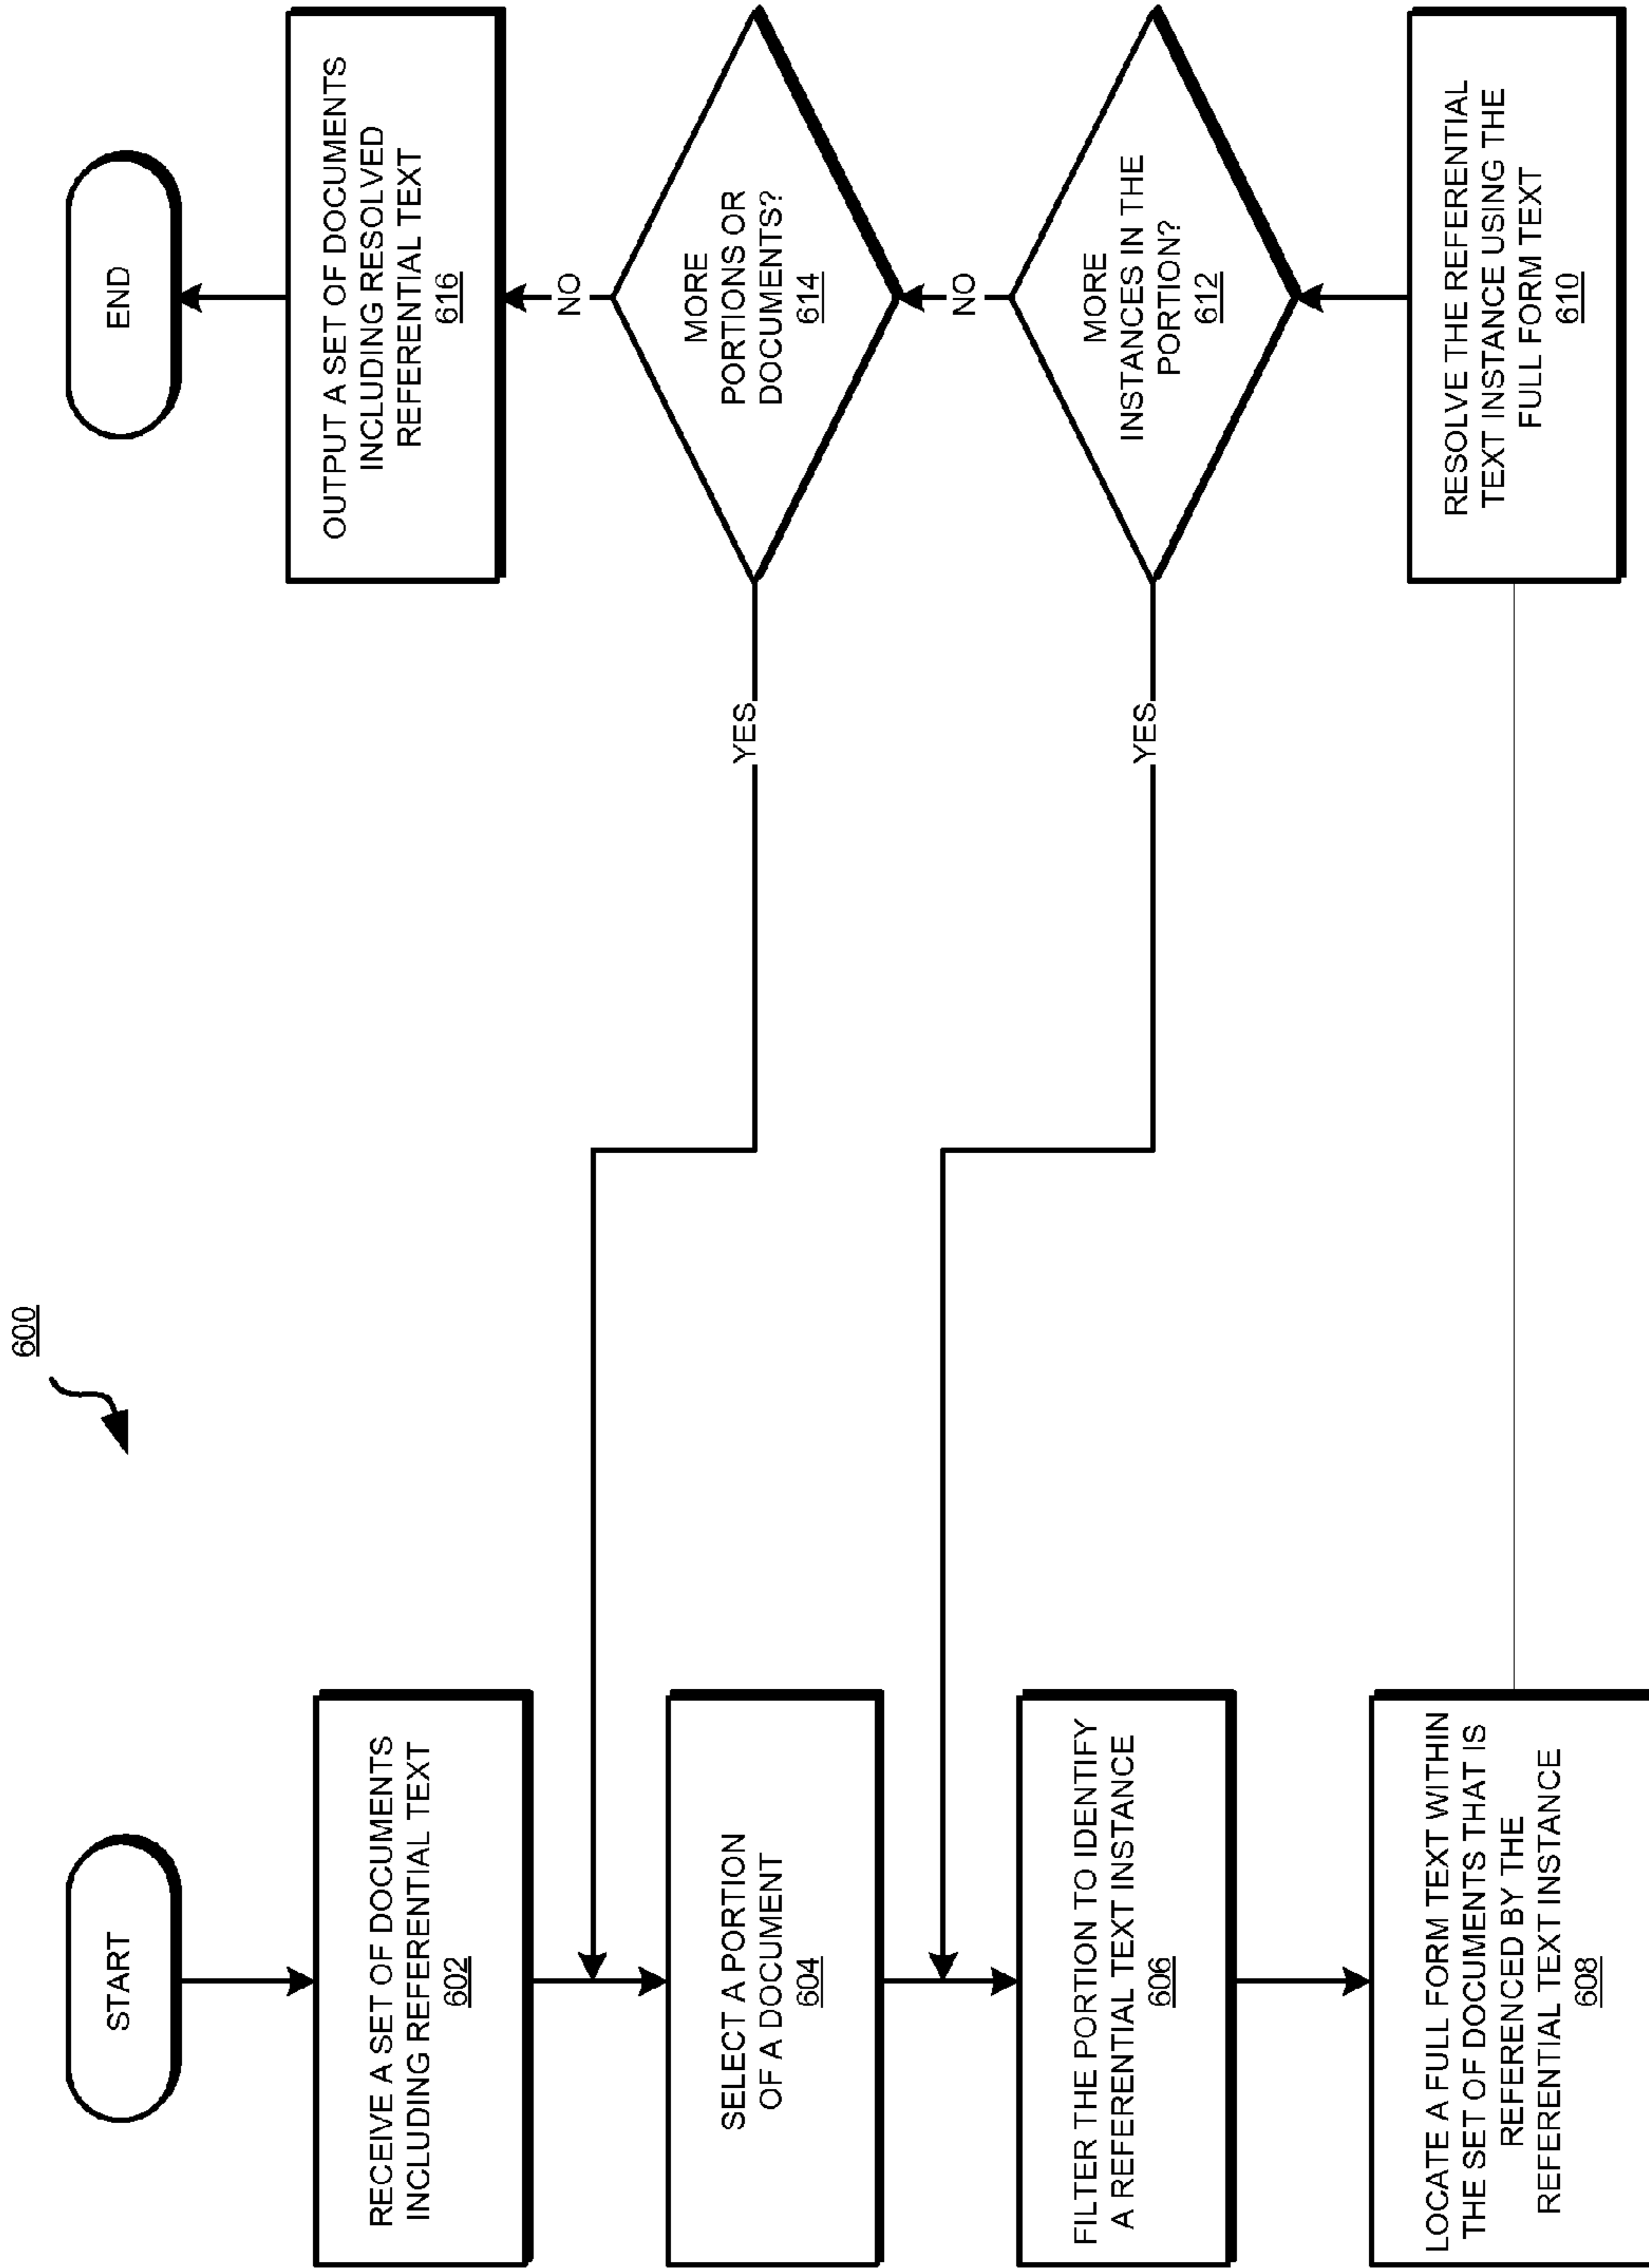 600
START
RECEIVE A SET OF DOCUMENTS
INCLUDING REFERENTIAL TEXT
602
SELECT A PORTION
OF A DOCUMENT
604
FILTER THE PORTION TO IDENTIFY
A REFERENTIAL TEXT INSTANCE
606
LOCATE A FULL FORM TEXT WITHIN
THE SET OF DOCUMENTS THAT IS
REFERENCED BY THE
REFERENTIAL TEXT INSTANCE
608
RESOLVE THE REFERENTIAL
TEXT INSTANCE USING THE
FULL FORM TEXT
610
MORE
INSTANCES IN THE
PORTION?
612
YES
NO
MORE
PORTIONS OR
DOCUMENTS?
614
YES
NO
OUTPUT A SET OF DOCUMENTS
INCLUDING RESOLVED
REFERENTIAL TEXT
616
END